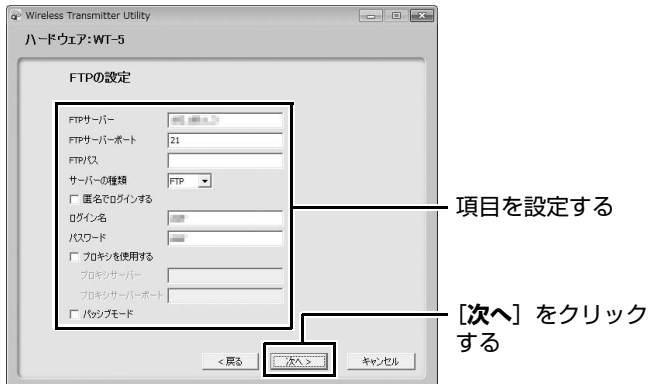 Wireless Transmitter Utility
ハードウェア:WT-5
FTPの設定
FTPサーバー
FTPサーバーポート 21
FTPパス
サーバーの種類 FTP
匿名でログインする
ログイン名
パスワード
プロキシを使用する
プロキシサーバー
プロキシサーバーポート
パッシブモード
項目を設定する
[次へ]をクリック
する
<戻る 次へ> キャンセル